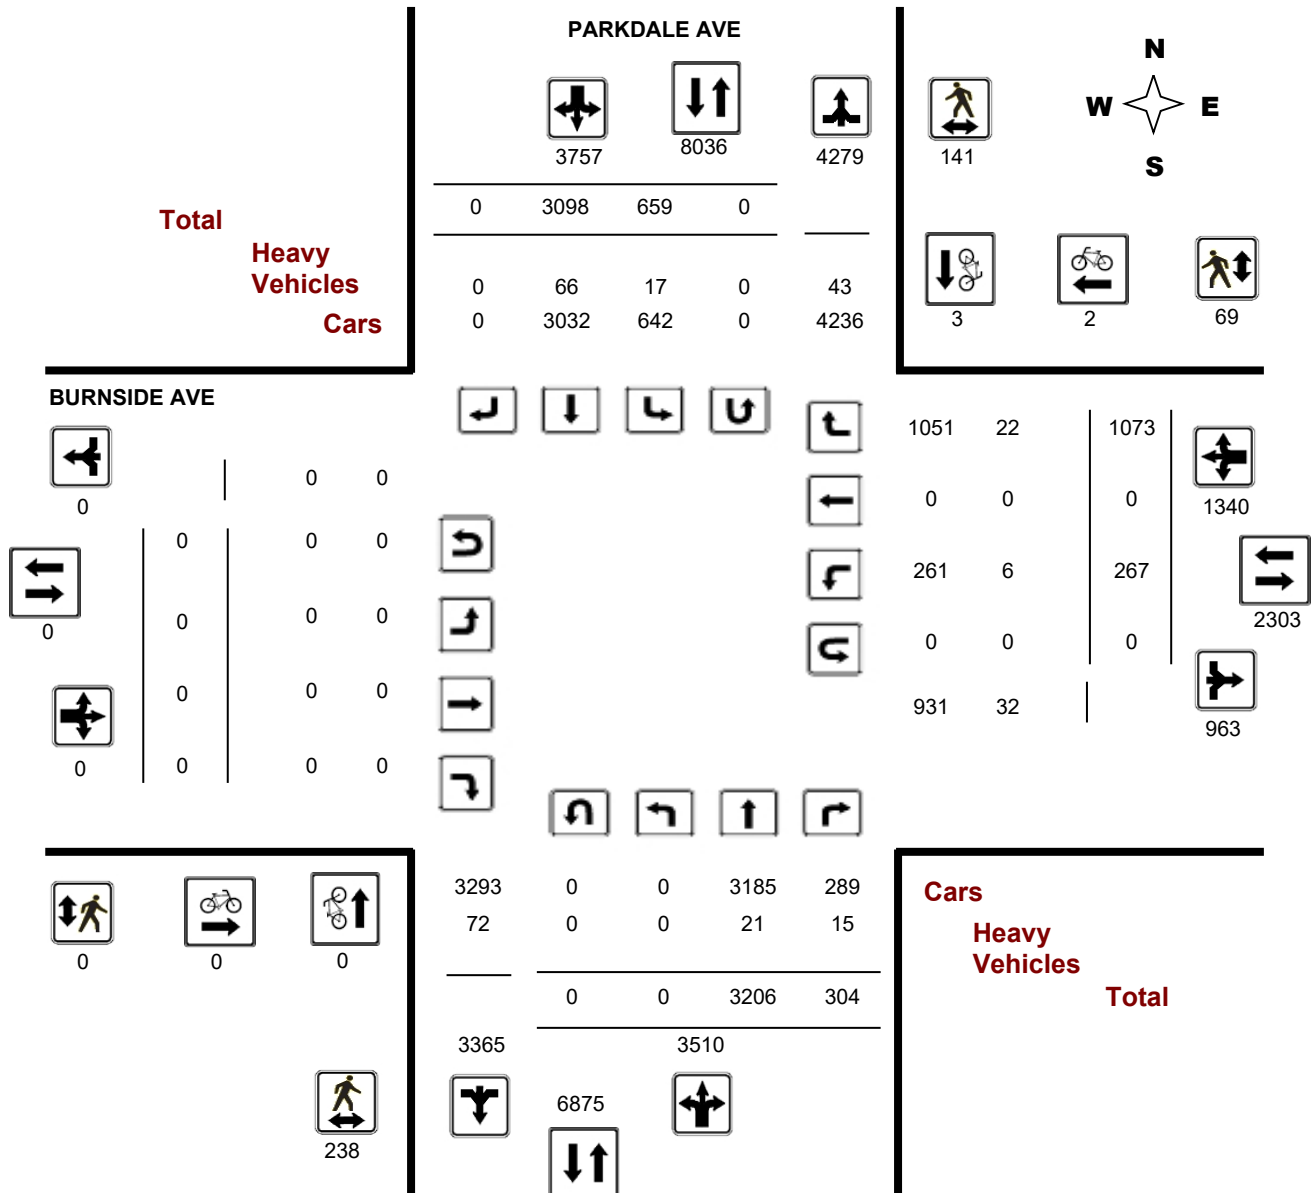 PARKDALE AVE
N
W E
S
3757 8036 4279 141
Total 0 3098 659 0
Heavy
Vehicles 0 66 17 0 43
Cars 0 3032 642 0 4236
3 2 69
BURNSIDE AVE
0
0 0
0 0 0
0
0 0 0
0 0 0
0
0 0 0
1051 22 1073
0 0 0 1340
261 6 267
2303
0 0 0
931 32
963
0 0 0
3293 0 0 3185 289
72 0 0 21 15
0 0 3206 304
3365 3510
6875
238
Cars
Heavy
Vehicles
Total